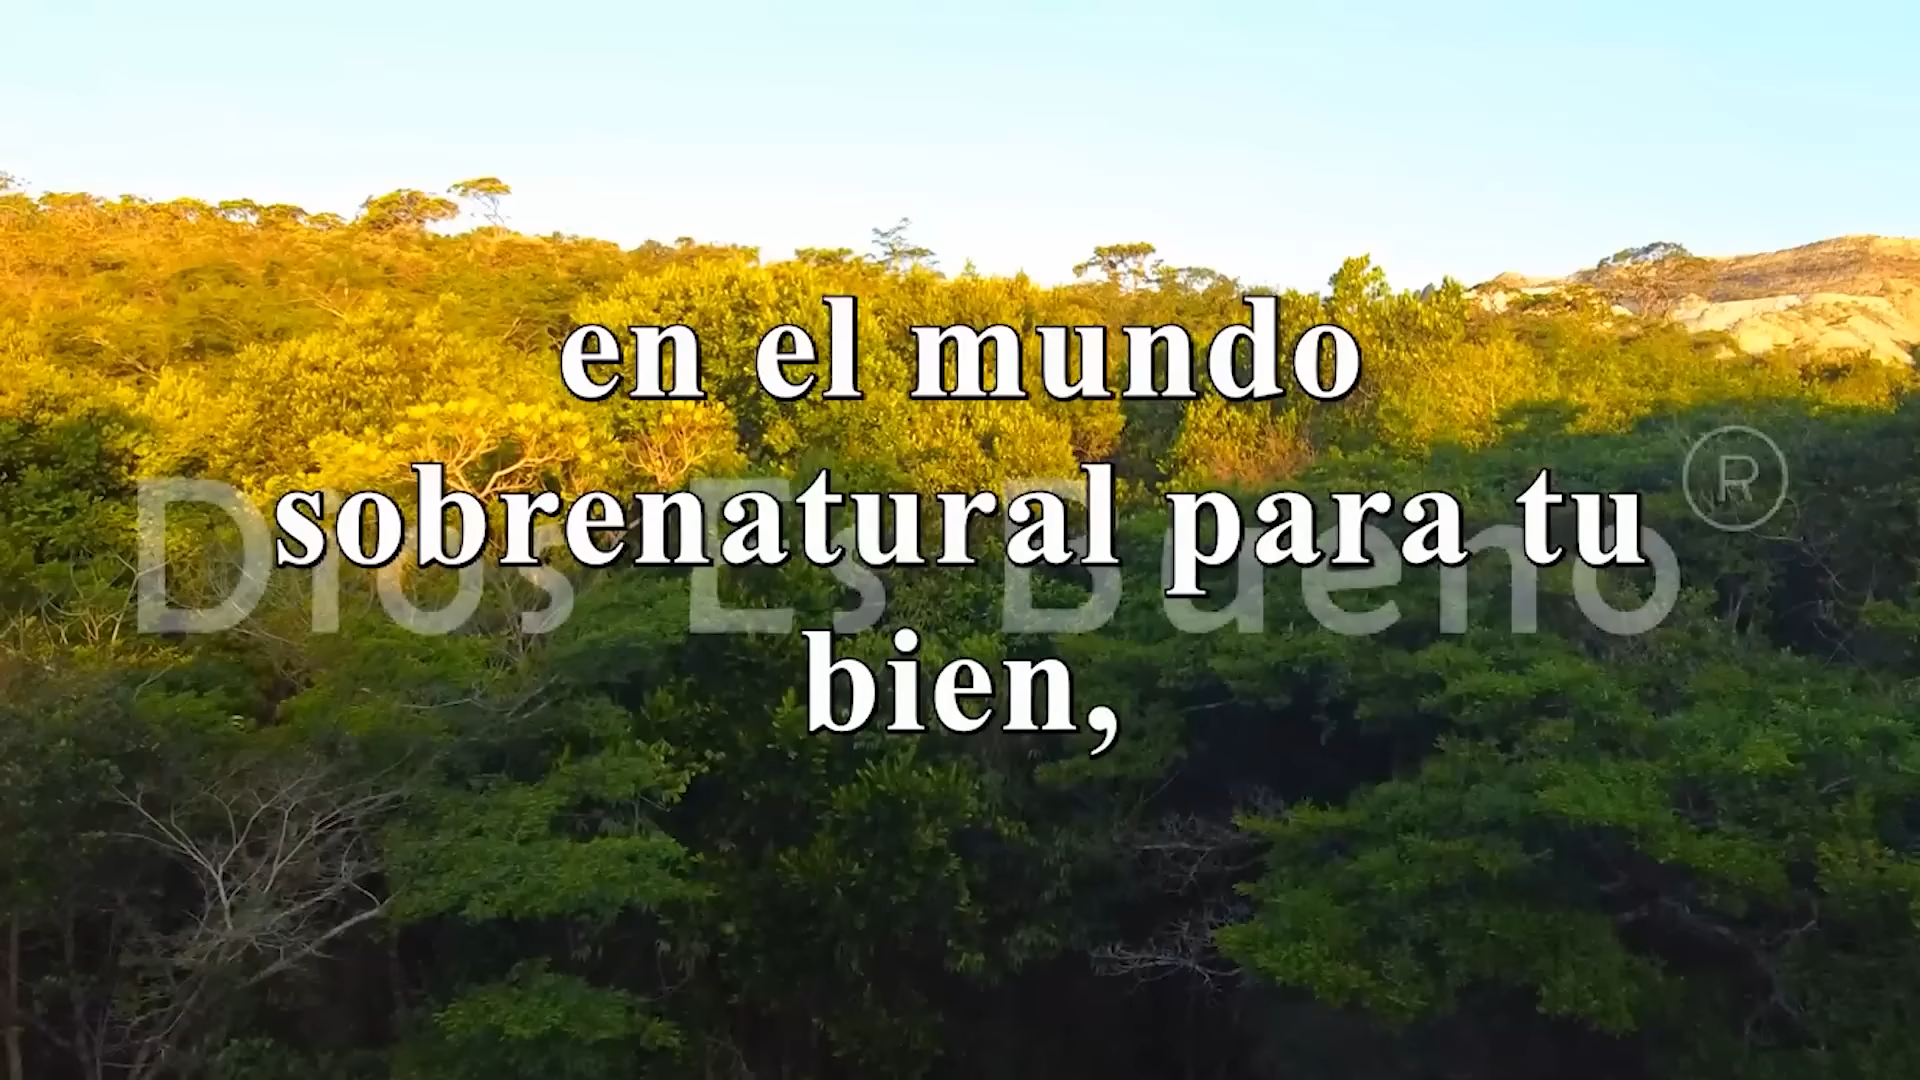 en el mundo
sobrenatural para tu
Dios Es Bueno ®
bien,